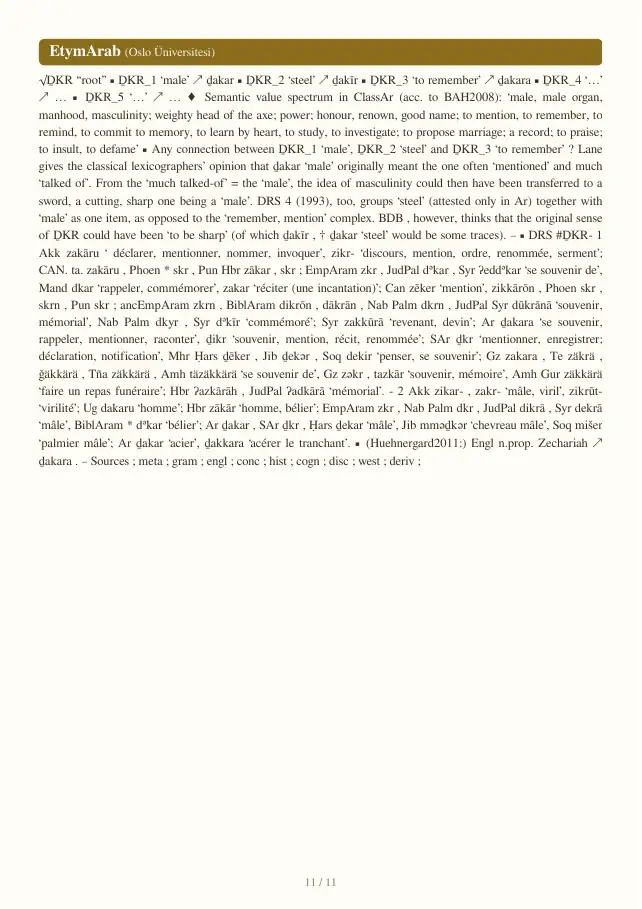 EtymArab (Oslo Üniversitesi)
√ḎKR “root” ▪ ḎKR_1 ‘male’ ↗ ḏakar ▪ ḎKR_2 ‘steel’ ↗ ḏakīr ▪ ḎKR_3 ‘to remember’ ↗ ḏakara ▪ ḎKR_4 ‘…’
↗ … ▪ ḎKR_5 ‘…’ ↗ … ♦ Semantic value spectrum in ClassAr (acc. to BAH2008): ‘male, male organ,
manhood, masculinity; weighty head of the axe; power; honour, renown, good name; to mention, to remember, to
remind, to commit to memory, to learn by heart, to study, to investigate; to propose marriage; a record; to praise;
to insult, to defame’ ▪ Any connection between ḎKR_1 ‘male’, ḎKR_2 ‘steel’ and ḎKR_3 ‘to remember’ ? Lane
gives the classical lexicographers’ opinion that ḏakar ‘male’ originally meant the one often ‘mentioned’ and much
‘talked of’. From the ‘much talked-of’ = the ‘male’, the idea of masculinity could then have been transferred to a
sword, a cutting, sharp one being a ‘male’. DRS 4 (1993), too, groups ‘steel’ (attested only in Ar) together with
‘male’ as one item, as opposed to the ‘remember, mention’ complex. BDB , however, thinks that the original sense
of ḎKR could have been ‘to be sharp’ (of which ḏakīr , † ḏakar ‘steel’ would be some traces). – ▪ DRS #ḎKR- 1
Akk zakāru ‘ déclarer, mentionner, nommer, invoquer’, zikr- ‘discours, mention, ordre, renommée, serment’;
CAN. ta. zakāru , Phoen * skr , Pun Hbr zākar , skr ; EmpAram zkr , JudPal dᵊkar , Syr ʔeddᵊkar ‘se souvenir de’,
Mand dkar ‘rappeler, commémorer’, zakar ‘réciter (une incantation)’; Can zēker ‘mention’, zikkārōn , Phoen skr ,
skrn , Pun skr ; ancEmpAram zkrn , BiblAram dikrōn , dākrān , Nab Palm dkrn , JudPal Syr dūkrānā ‘souvenir,
mémorial’, Nab Palm dkyr , Syr dᵊkīr ‘commémoré’; Syr zakkūrā ‘revenant, devin’; Ar ḏakara ‘se souvenir,
rappeler, mentionner, raconter’, ḏikr ‘souvenir, mention, récit, renommée’; SAr ḏkr ‘mentionner, enregistrer;
déclaration, notification’, Mhr Ḥars ḏēker , Jib ḏekər , Soq dekir ‘penser, se souvenir’; Gz zakara , Te zäkrä ,
ğäkkärä , Tña zäkkärä , Amh täzäkkärä ‘se souvenir de’, Gz zəkr , tazkār ‘souvenir, mémoire’, Amh Gur zäkkärä
‘faire un repas funéraire’; Hbr ʔazkārāh , JudPal ʔadkārā ‘mémorial’. - 2 Akk zikar- , zakr- ‘mâle, viril’, zikrūt-
‘virilité’; Ug dakaru ‘homme’; Hbr zākār ‘homme, bélier’; EmpAram zkr , Nab Palm dkr , JudPal dikrā , Syr dekrā
‘mâle’, BiblAram * dᵊkar ‘bélier’; Ar ḏakar , SAr ḏkr , Ḥars ḏekar ‘mâle’, Jib mməḏkər ‘chevreau mâle’, Soq mišer
‘palmier mâle’; Ar ḏakar ‘acier’, ḏakkara ‘acérer le tranchant’. ▪ (Huehnergard2011:) Engl n.prop. Zechariah ↗
ḏakara . – Sources ; meta ; gram ; engl ; conc ; hist ; cogn ; disc ; west ; deriv ;
11 / 11